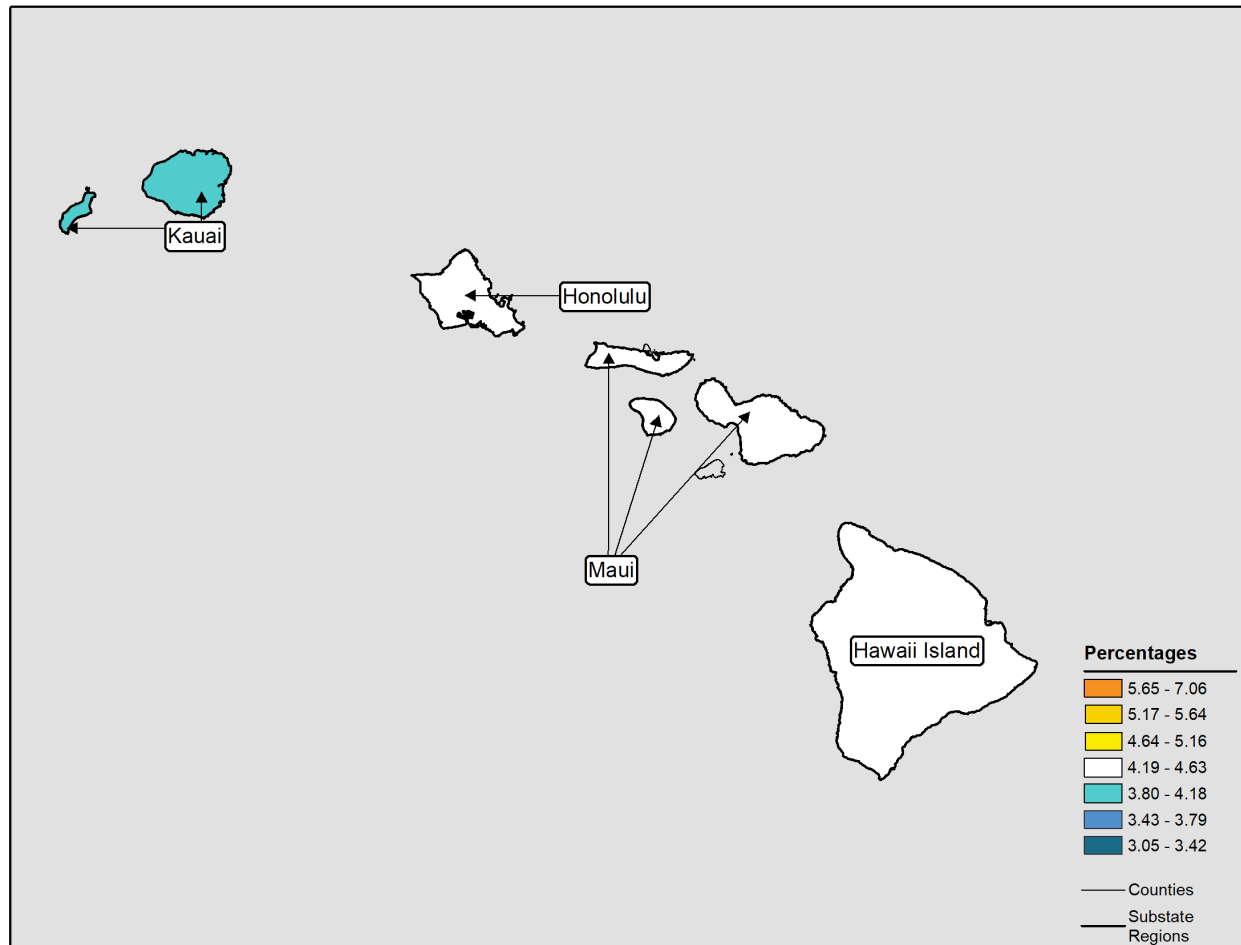 Kauai
Honolulu
Maui
Hawaii Island
Percentages
5.65 - 7.06
5.17 - 5.64
4.64 - 5.16
4.19 - 4.63
3.80 - 4.18
3.43 - 3.79
3.05 - 3.42
Counties
Substate
Regions